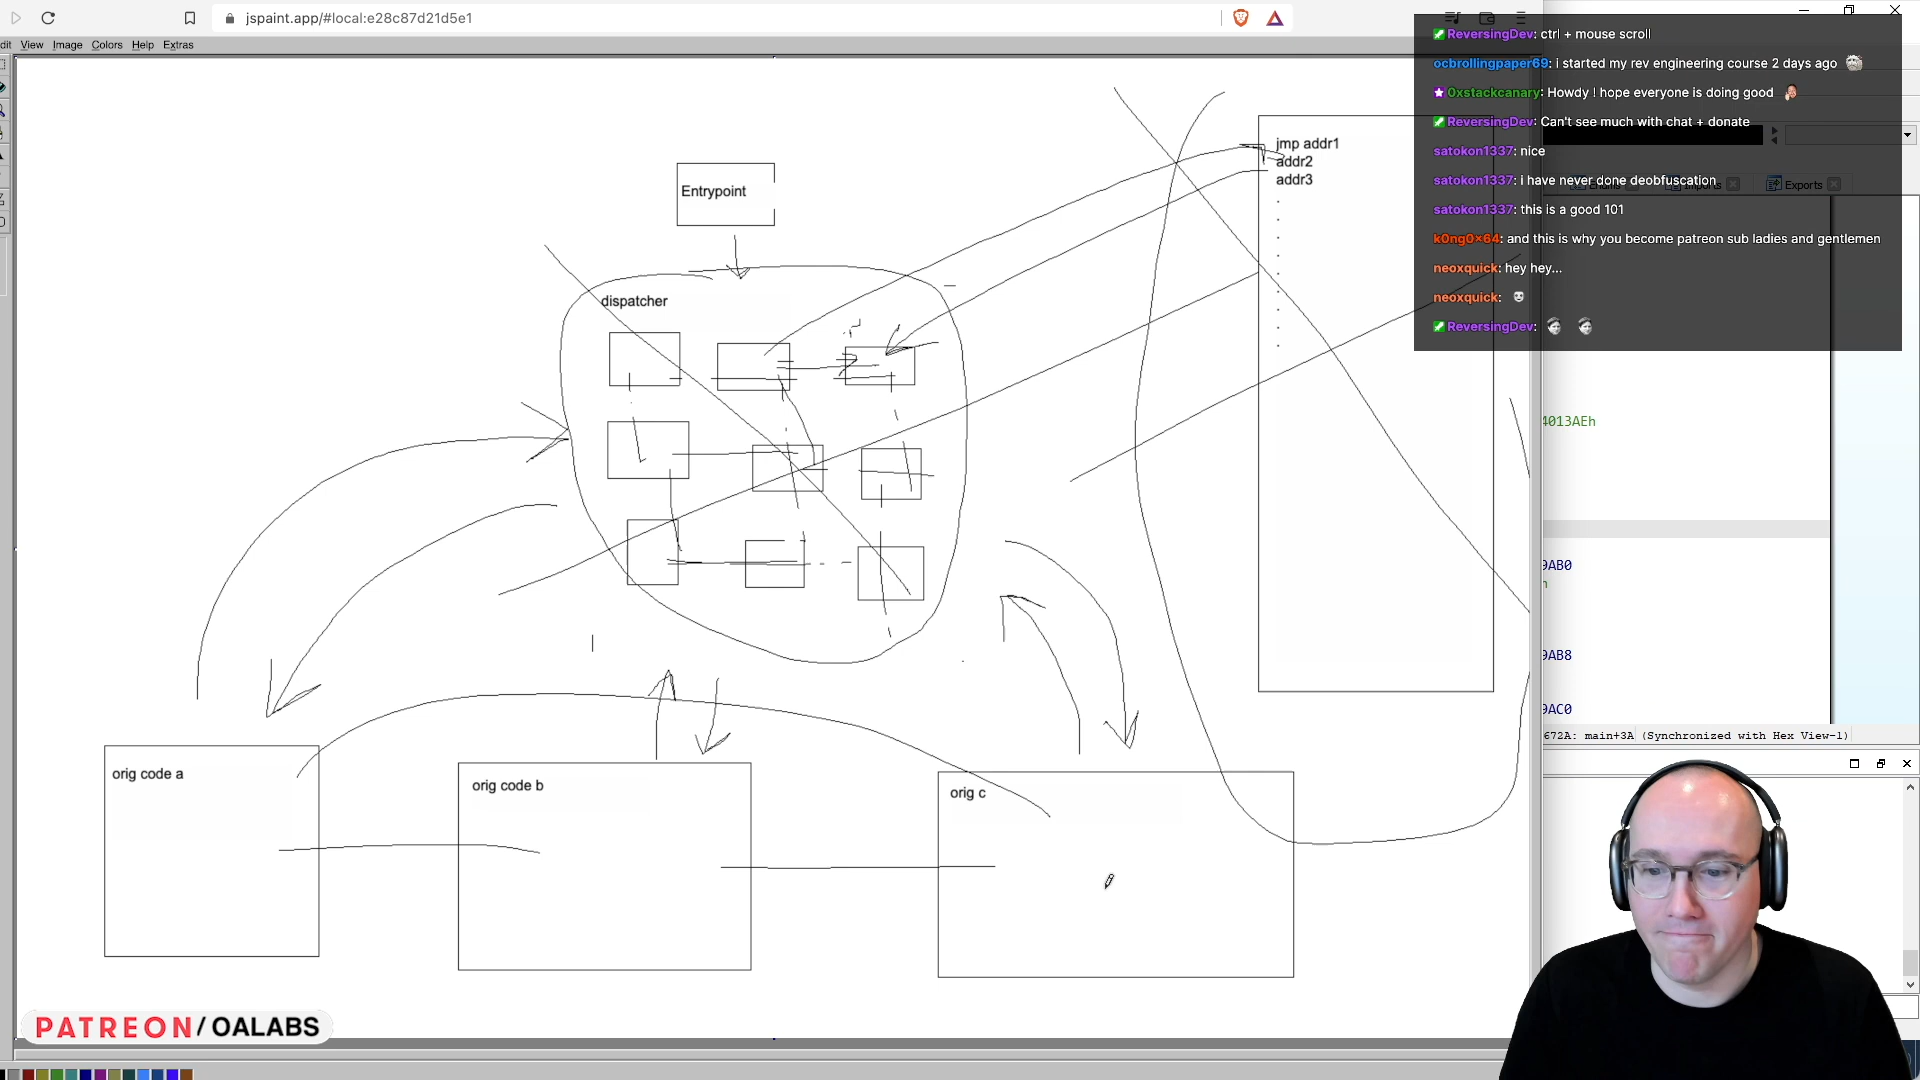 jspaint.app/#local:e28c87d21d5e1
dit View Image Colors Help Extras
ReversingDev: ctrl + mouse scroll
ocbrollingpaper69: i started my rev engineering course 2 days ago
0xstackcanary: Howdy ! hope everyone is doing good
ReversingDev: Can't see much with chat + donate
satokon1337: nice
satokon1337: i have never done deobfuscation
satokon1337: this is a good 101
k0ng0x64: and this is why you become patreon sub ladies and gentlemen
neoxquick: hey hey...
neoxquick:
ReversingDev:
Enums Imports Exports
jmp addr1
addr2
addr3
Entrypoint
dispatcher
4013AEh
9AB0
h
9AB8
9AC0
672A: main+3A (Synchronized with Hex View-1)
orig code a
orig code b
orig c
PATREON/OALABS